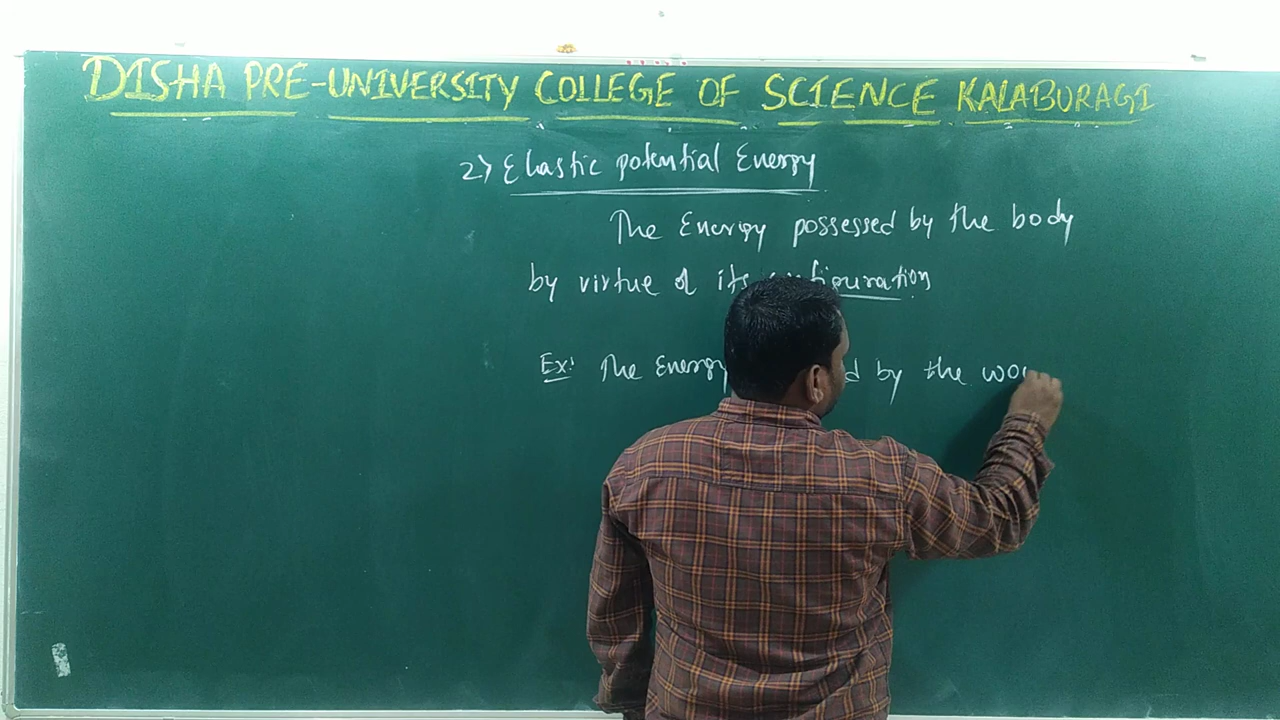 DISHA PRE-UNIVERSITY COLLEGE OF SCIENCE KALABURAGI
2) Elastic potential Energy
The Energy possessed by the body
by virtue of its configuration
Ex: The Energy by the